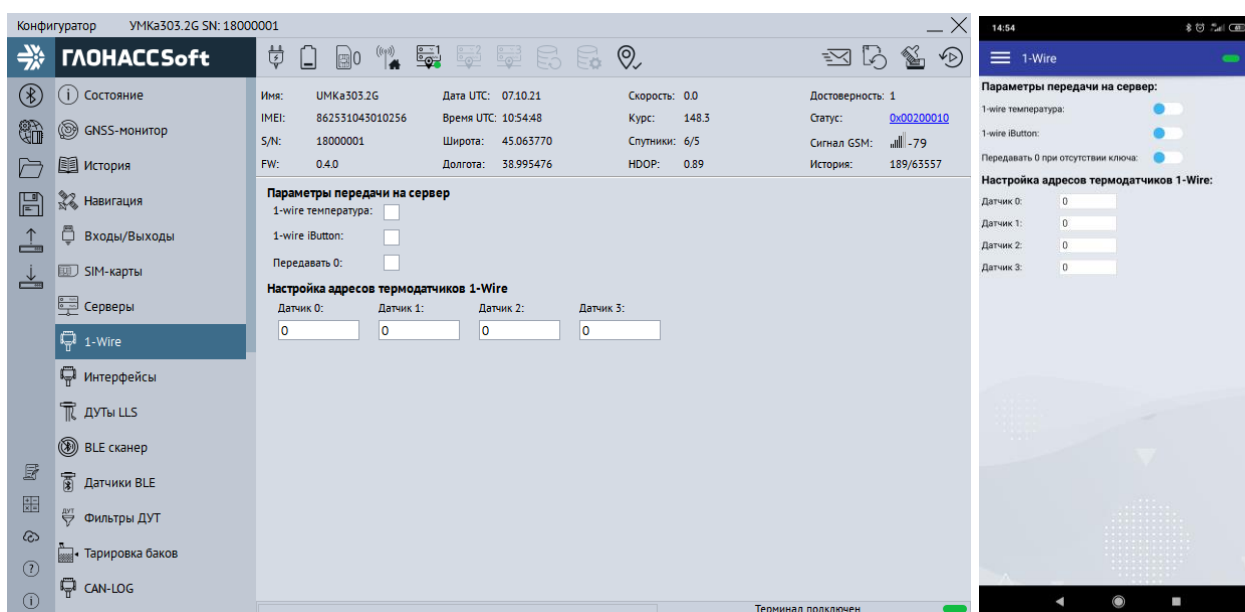 Конфигуратор УМКа303.2G SN: 18000001
ГЛОНАССSoft
0
Состояние
GNSS-монитор
История
Навигация
Входы/Выходы
SIM-карты
Серверы
1-Wire
Интерфейсы
ДУТы LLS
BLE сканер
Датчики BLE
Фильтры ДУТ
Тарировка баков
CAN-LOG
Имя: УМКа303.2G Дата UTC: 07.10.21 Скорость: 0.0 Достоверность: 1
IMEI: 862531043010256 Время UTC: 10:54:48 Курс: 148.3 Статус: 0x00200010
S/N: 18000001 Широта: 45.063770 Спутники: 6/5 Сигнал GSM: -79
FW: 0.4.0 Долгота: 38.995476 HDOP: 0.89 История: 189/63557
Параметры передачи на сервер
1-wire температура:
1-wire iButton:
Передавать 0:
Настройка адресов термодатчиков 1-Wire
Датчик 0: Датчик 1: Датчик 2: Датчик 3:
0 0 0 0
Терминал подключен
14:54
1-Wire
Параметры передачи на сервер:
1-wire температура:
1-wire iButton:
Передавать 0 при отсутствии ключа:
Настройка адресов термодатчиков 1-Wire:
Датчик 0: 0
Датчик 1: 0
Датчик 2: 0
Датчик 3: 0